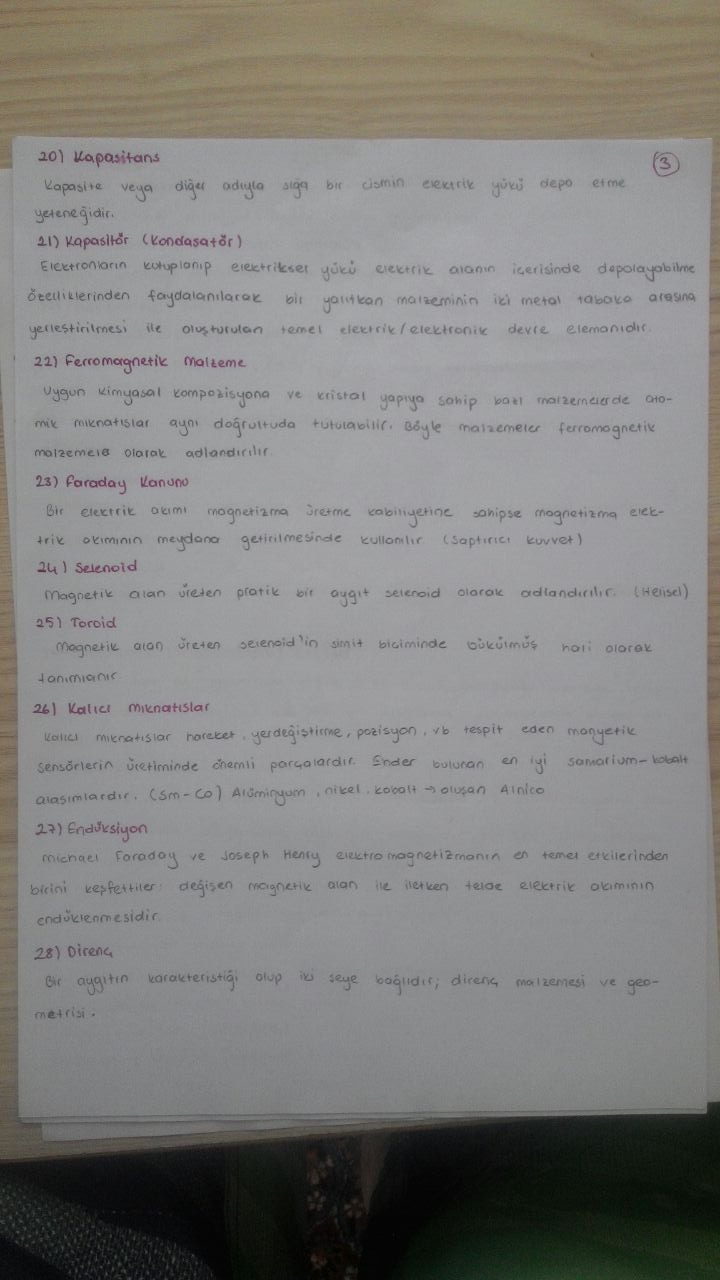 20) Kapasitans
3
Kapasite veya diğer adıyla sığa bir cismin elektrik yükü depo etme
yeteneğidir.
21) Kapasitör (Kondasatör)
Elektronların kutuplanıp elektriksel yükü elektrik alanın içerisinde depolayabilme
özelliklerinden faydalanılarak bir yalıtkan malzeminin iki metal tabaka arasına
yerleştirilmesi ile oluşturulan temel elektrik/elektronik devre elemanıdır.
22) Ferromagnetik Malzeme
Uygun kimyasal kompozisyona ve kristal yapıya sahip bazı malzemelerde ato-
mik mıknatıslar aynı doğrultuda tutulabilir. Böyle malzemeler ferromagnetik
olarak adlandırılır.
23) Faraday Kanunu
Bir elektrik akımı magnetizma üretme kabiliyetine sahipse magnetizma elek-
trik akımının meydana getirilmesinde kullanılır. (Saptırıcı kuvvet)
24) Selenoid
Magnetik alan üreten pratik bir aygıt selenoid olarak adlandırılır. (Helisel)
25) Toroid
Magnetik alan üreten selenoid'in simit biçiminde bükülmüş hali olarak
tanımlanır
26) Kalıcı mıknatıslar
Kalıcı mıknatıslar hareket, yerdeğiştirme, pozisyon, vb tespit eden manyetik
sensörlerin üretiminde önemli parçalardır. Ender bulunan en iyi samarium-kobalt
alaşımlardır. (Sm-Co) Alüminyum, nikel, kobalt → oluşan Alnico
27) Endüksiyon
Michael Faraday ve Joseph Henry elektromagnetizmanın en temel etkilerinden
birini keşfettiler: değişen magnetik alan ile iletken telde elektrik akımının
endüklenmesidir.
28) Direnç
Bir aygıtın karakteristiği olup iki şeye bağlıdır; direnç malzemesi ve geo-
metrisi.